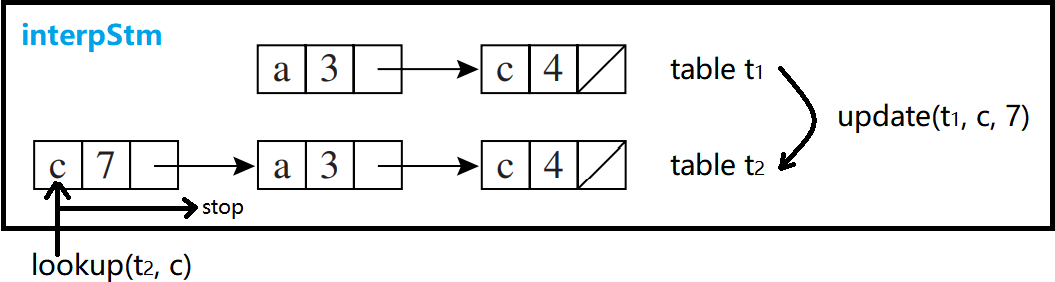 interpStm
a 3 c 4 table t1
update(t1, c, 7)
c 7 a 3 c 4 table t2
stop
lookup(t2, c)